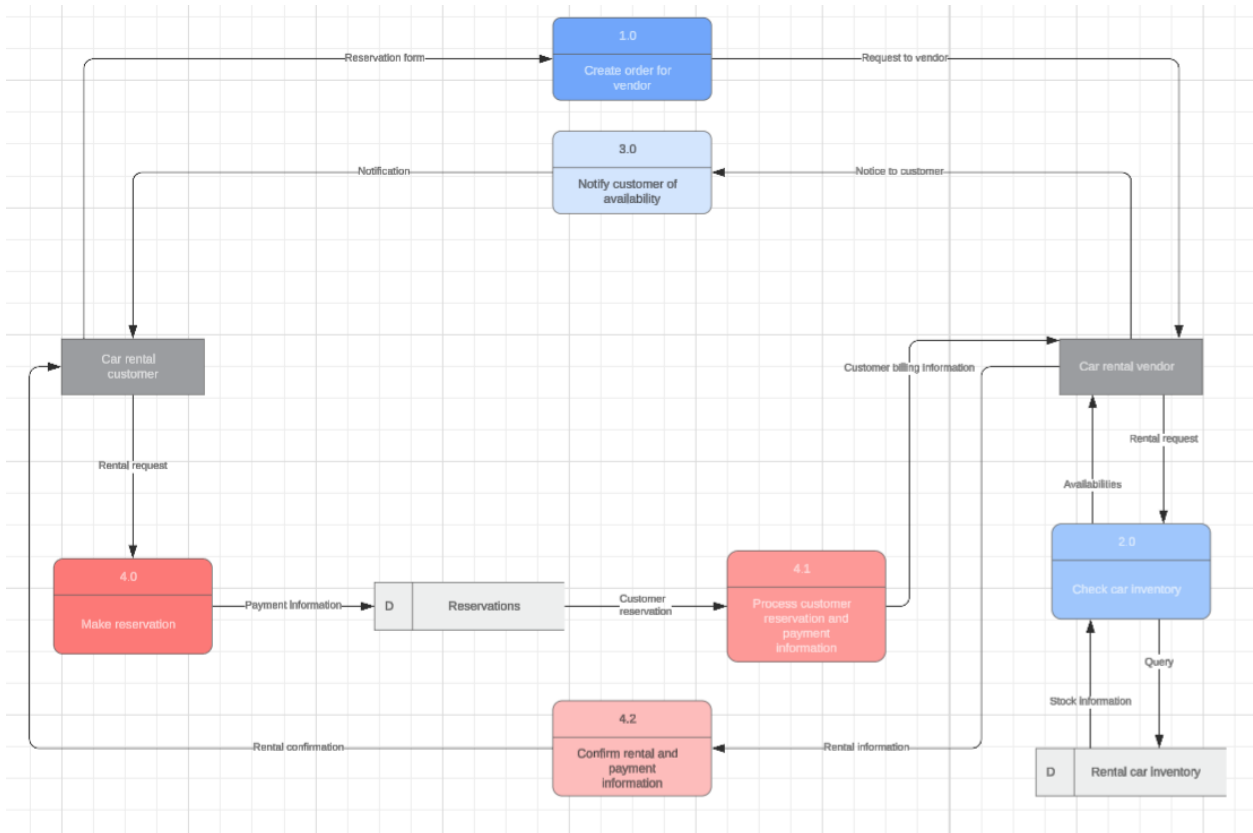 1.0
Reservation form
Request to vendor
Create order for
vendor
3.0
Notification
Notice to customer
Notify customer of
availability
Car rental
customer
Customer billing information
Car rental vendor
Rental request
Rental request
Availabilities
4.0
Make reservation
Payment information
D
Reservations
Customer
reservation
4.1
Process customer
reservation and
payment
information
2.0
Check car inventory
Query
Stock information
4.2
Rental confirmation
Rental information
Confirm rental and
payment
information
D
Rental car inventory